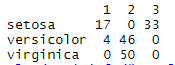 1 2 3
setosa 17 0 33
versicolor 4 46 0
virginica 0 50 0